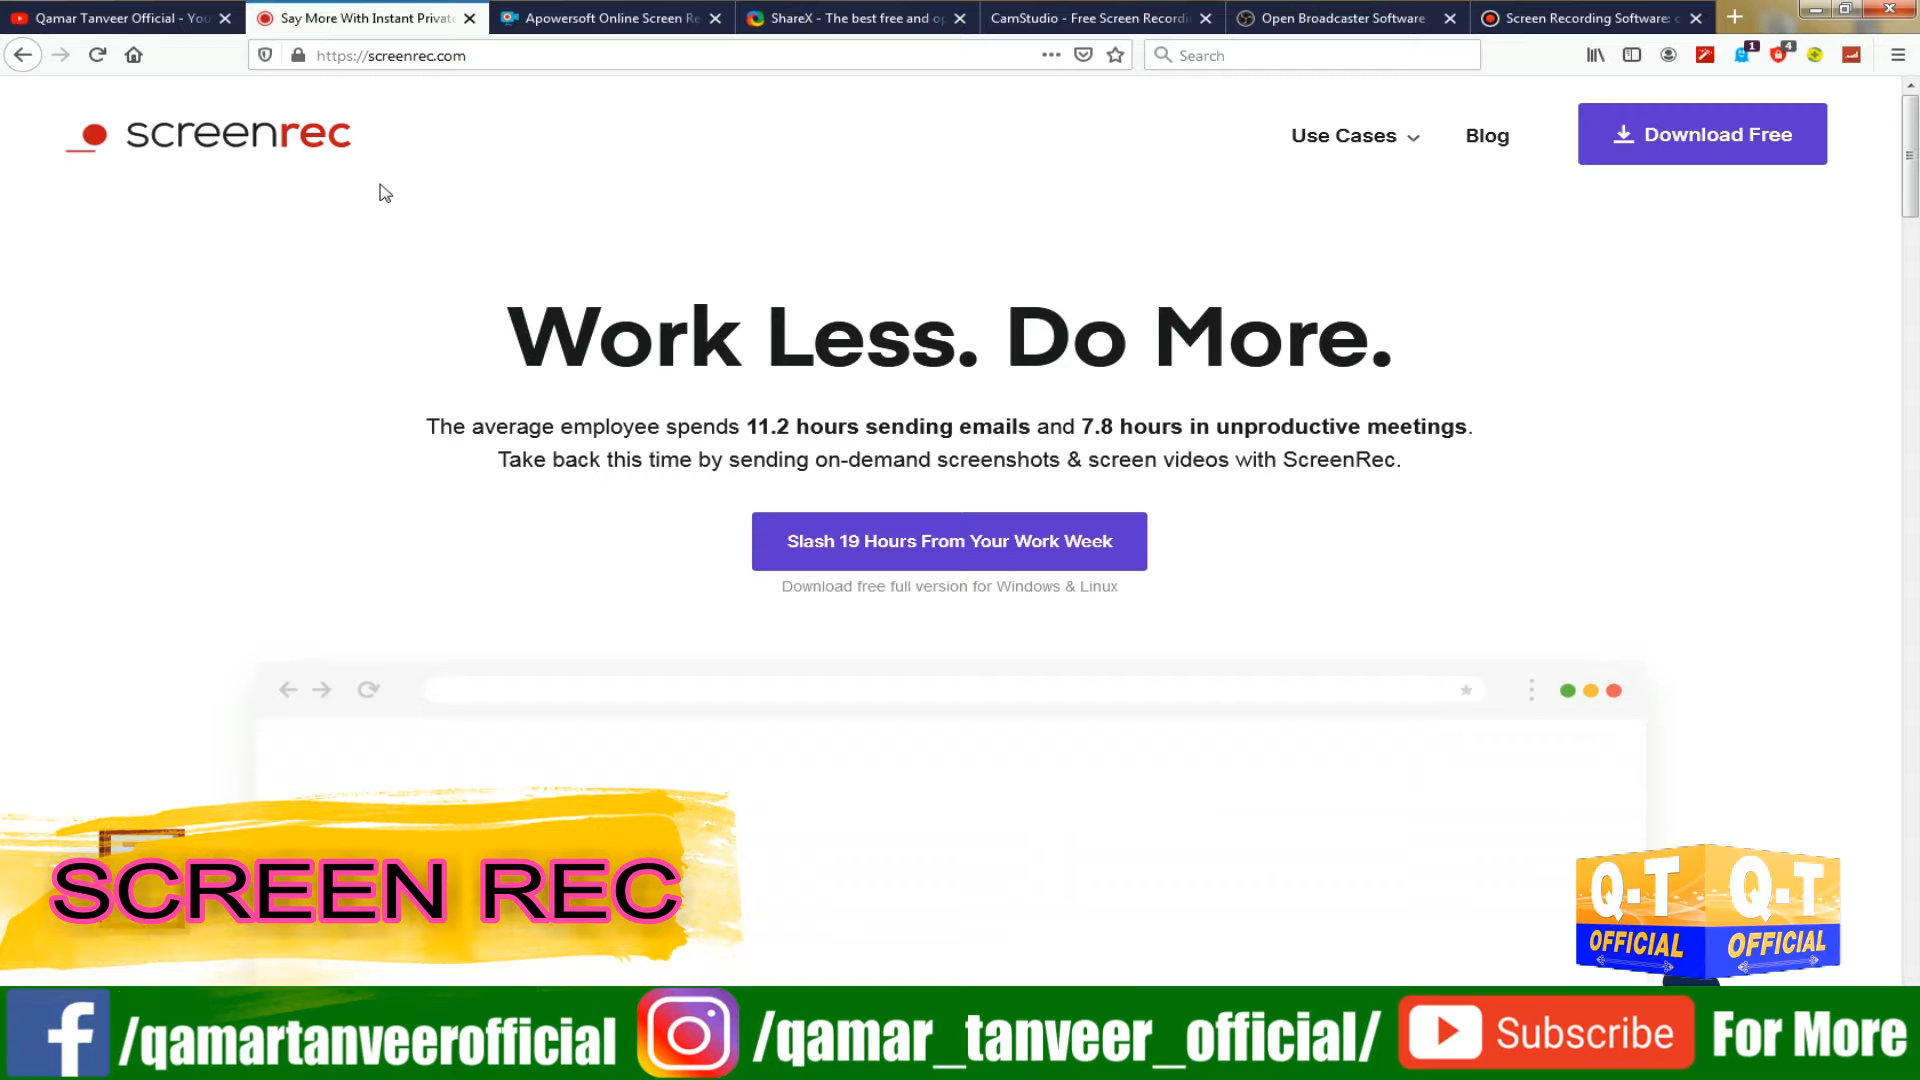 Qamar Tanveer Official - You
Say More With Instant Private
Apowersoft Online Screen Re
ShareX - The best free and op
CamStudio - Free Screen Recordi
Open Broadcaster Software
Screen Recording Software: c
https://screenrec.com
Search
1
4
screenrec
Use Cases
Blog
Download Free
Work Less. Do More.
The average employee spends 11.2 hours sending emails and 7.8 hours in unproductive meetings.
Take back this time by sending on-demand screenshots & screen videos with ScreenRec.
Slash 19 Hours From Your Work Week
Download free full version for Windows & Linux
SCREEN REC
Q-T
OFFICIAL
Q-T
OFFICIAL
/qamartanveerofficial
/qamar_tanveer_official/
Subscribe
For More